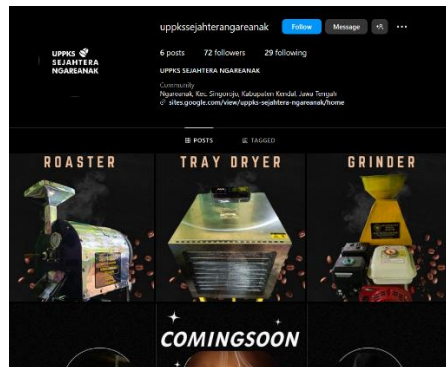 uppkssejahterangareanak Follow Message
6 posts 72 followers 29 following
UPPKS SEJAHTERA NGAREANAK
Community
Ngareanak, Kec. Singorojo, Kabupaten Kendal, Jawa Tengah
sites.google.com/view/uppks-sejahtera-ngareanak/home
UPPKS
SEJAHTERA
NGAREANAK
POSTS TAGGED
ROASTER
TRAY DRYER
GRINDER
COMINGSOON